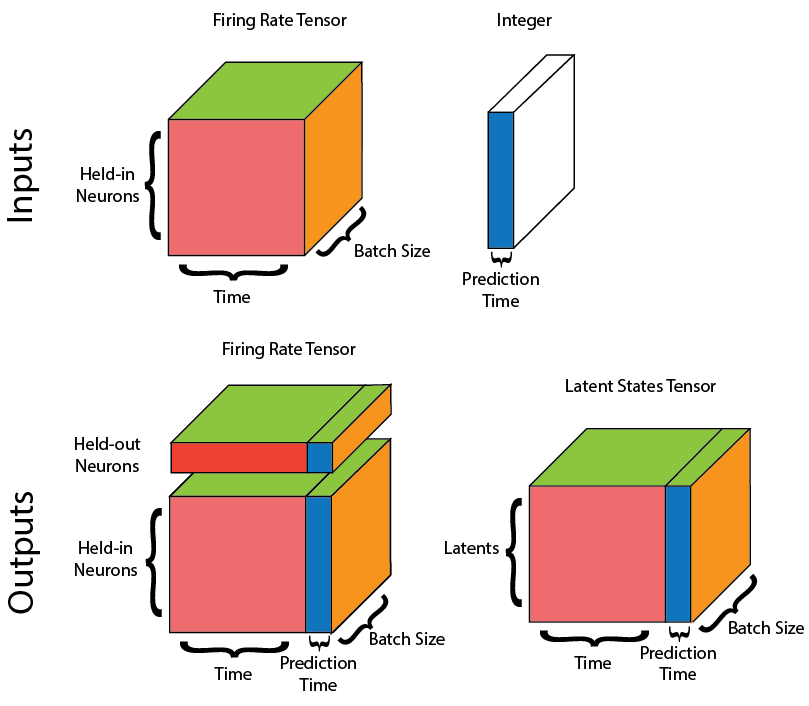 Inputs
Firing Rate Tensor
Integer
Held-in
Neurons
Batch Size
Time
Prediction
Time
Outputs
Firing Rate Tensor
Latent States Tensor
Held-out
Neurons
Held-in
Neurons
Latents
Batch Size
Time
Prediction
Time
Batch Size
Time
Prediction
Time